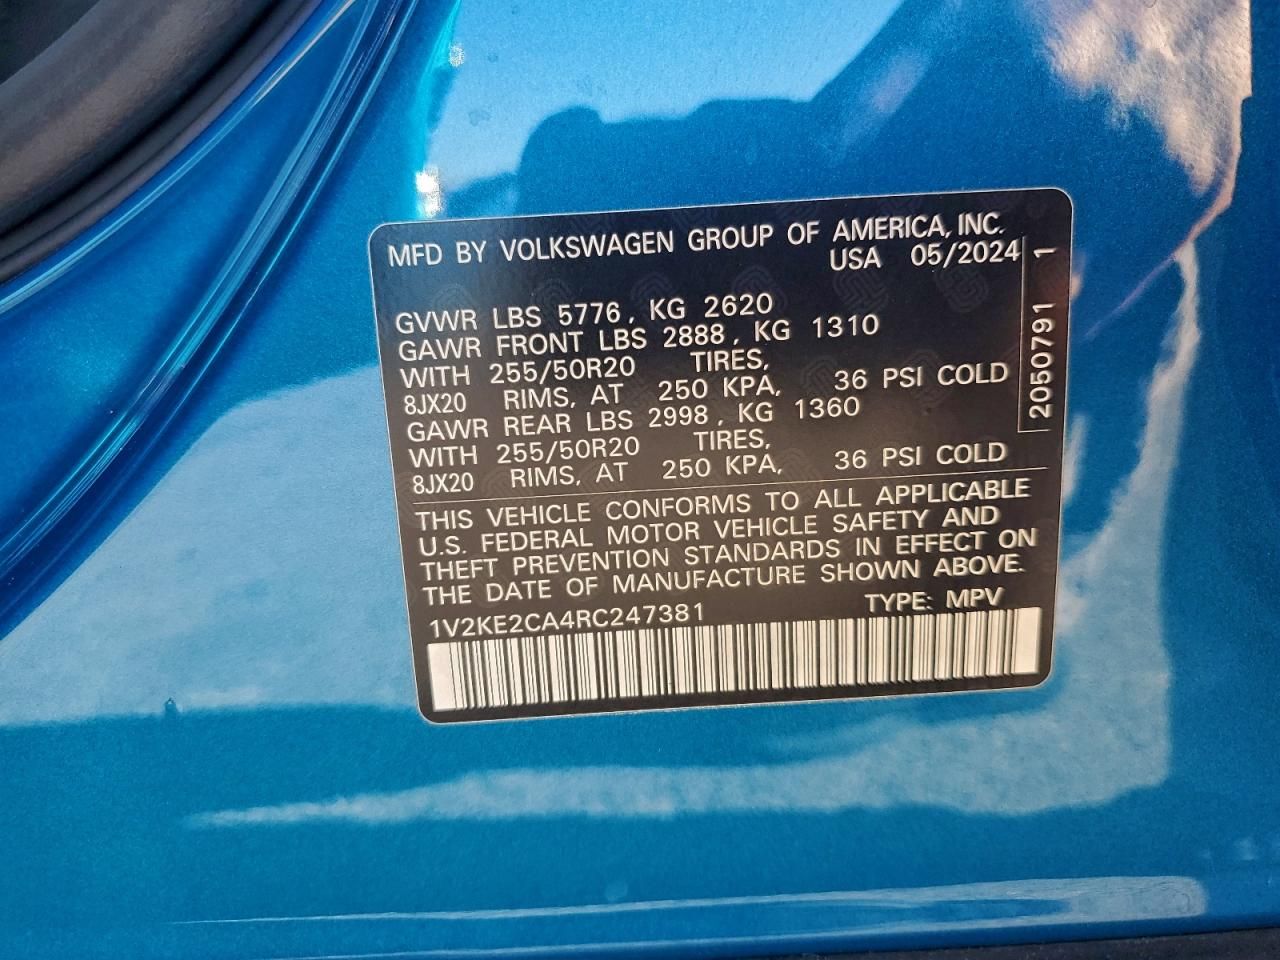 MFD BY VOLKSWAGEN GROUP OF AMERICA, INC.
USA 05/2024
GVWR LBS 5776, KG 2620
GAWR FRONT LBS 2888, KG 1310
WITH 255/50R20 TIRES,
8JX20 RIMS, AT 250 KPA, 36 PSI COLD
GAWR REAR LBS 2998, KG 1360
WITH 255/50R20 TIRES,
8JX20 RIMS, AT 250 KPA, 36 PSI COLD
2050791 1
THIS VEHICLE CONFORMS TO ALL APPLICABLE
U.S. FEDERAL MOTOR VEHICLE SAFETY AND
THEFT PREVENTION STANDARDS IN EFFECT ON
THE DATE OF MANUFACTURE SHOWN ABOVE.
1V2KE2CA4RC247381 TYPE: MPV